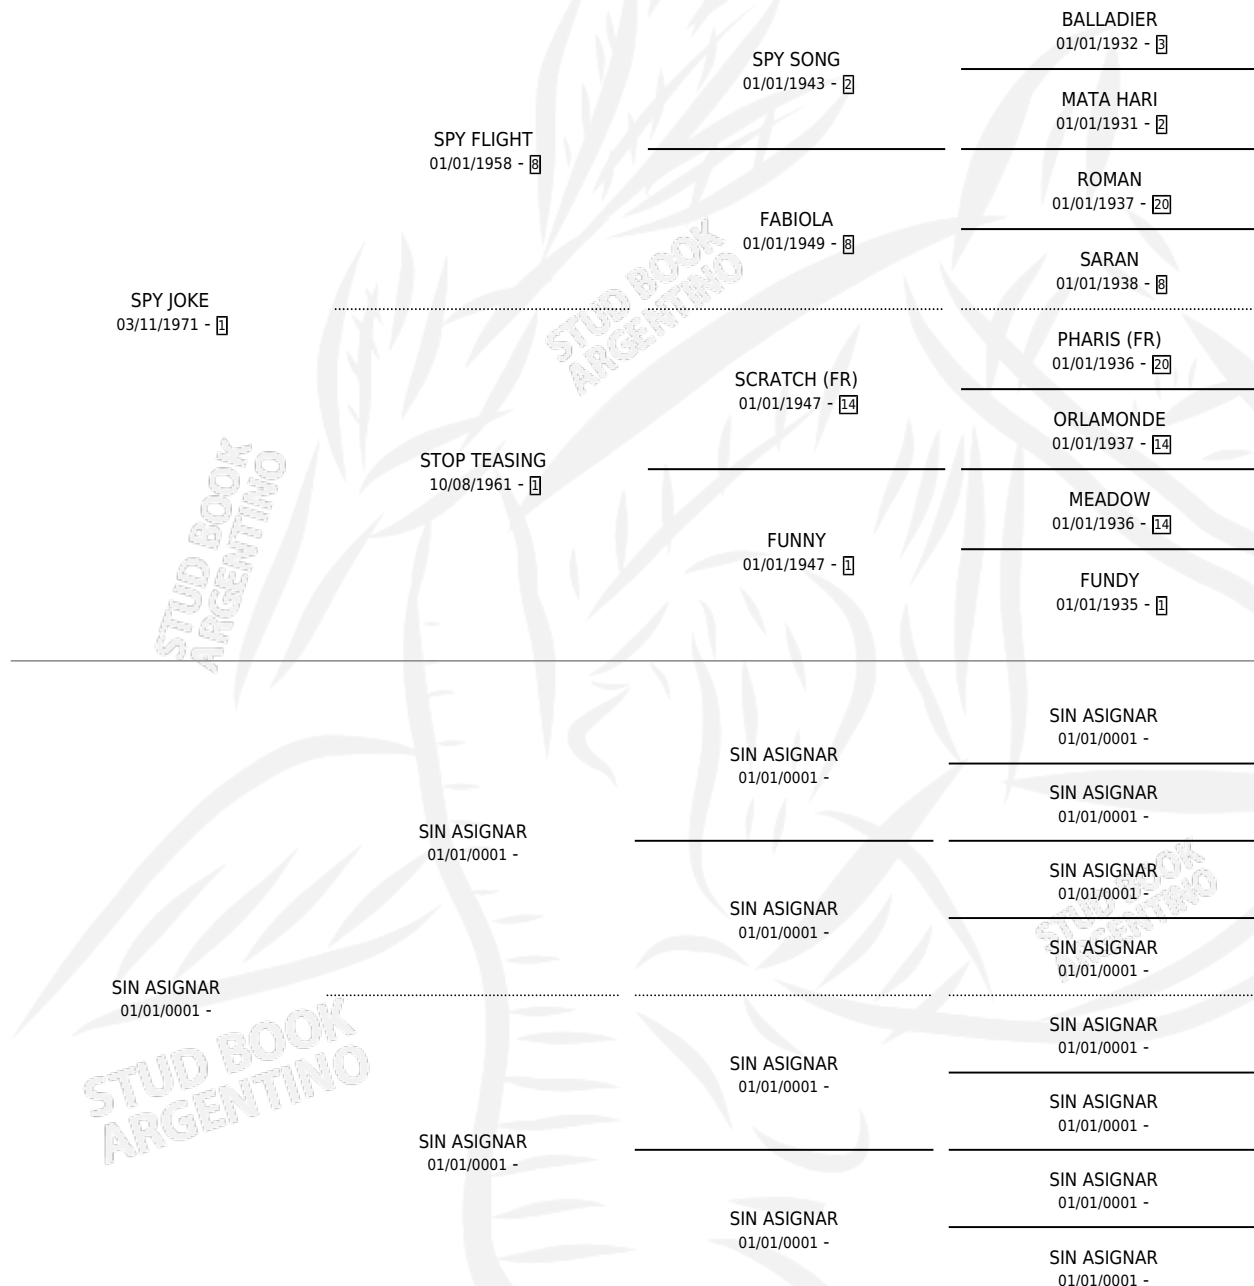 BALLADIER
01/01/1932 - 3
SPY SONG
01/01/1943 - 2
MATA HARI
01/01/1931 - 2
SPY FLIGHT
01/01/1958 - 8
ROMAN
01/01/1937 - 20
FABIOLA
01/01/1949 - 8
SARAN
01/01/1938 - 8
SPY JOKE
03/11/1971 - 1
PHARIS (FR)
01/01/1936 - 20
SCRATCH (FR)
01/01/1947 - 14
ORLAMONDE
01/01/1937 - 14
STOP TEASING
10/08/1961 - 1
MEADOW
01/01/1936 - 14
FUNNY
01/01/1947 - 1
FUNDY
01/01/1935 - 1
STUD BOOK
ARGENTINO
STUD BOOK
ARGENTINO
SIN ASIGNAR
01/01/0001 -
SIN ASIGNAR
01/01/0001 -
SIN ASIGNAR
01/01/0001 -
SIN ASIGNAR
01/01/0001 -
SIN ASIGNAR
01/01/0001 -
SIN ASIGNAR
01/01/0001 -
SIN ASIGNAR
01/01/0001 -
SIN ASIGNAR
01/01/0001 -
SIN ASIGNAR
01/01/0001 -
SIN ASIGNAR
01/01/0001 -
SIN ASIGNAR
01/01/0001 -
SIN ASIGNAR
01/01/0001 -
SIN ASIGNAR
01/01/0001 -
SIN ASIGNAR
01/01/0001 -
SIN ASIGNAR
01/01/0001 -
STUD BOOK
ARGENTINO
STUD BOOK
ARGENTINO